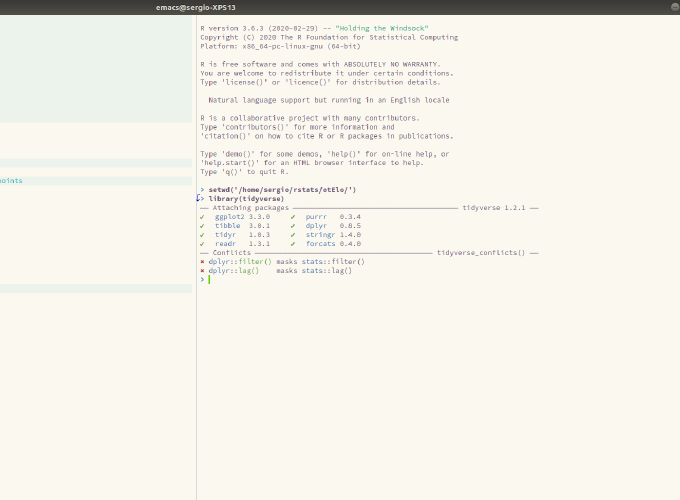 emacs@sergio-XPS13
R version 3.6.3 (2020-02-29) -- "Holding the Windsock"
Copyright (C) 2020 The R Foundation for Statistical Computing
Platform: x86_64-pc-linux-gnu (64-bit)
R is free software and comes with ABSOLUTELY NO WARRANTY.
You are welcome to redistribute it under certain conditions.
Type 'license()' or 'licence()' for distribution details.
Natural language support but running in an English locale
R is a collaborative project with many contributors.
Type 'contributors()' for more information and
'citation()' on how to cite R or R packages in publications.
Type 'demo()' for some demos, 'help()' for on-line help, or
'help.start()' for an HTML browser interface to help.
Type 'q()' to quit R.
oints
> setwd('/home/sergio/rstats/otElo/')
> library(tidyverse)
── Attaching packages ── tidyverse 1.2.1 ──
✔ ggplot2 3.3.0 ✔ purrr 0.3.4
✔ tibble 3.0.1 ✔ dplyr 0.8.5
✔ tidyr 1.0.3 ✔ stringr 1.4.0
✔ readr 1.3.1 ✔ forcats 0.4.0
── Conflicts ── tidyverse_conflicts() ──
✖ dplyr::filter() masks stats::filter()
✖ dplyr::lag() masks stats::lag()
>